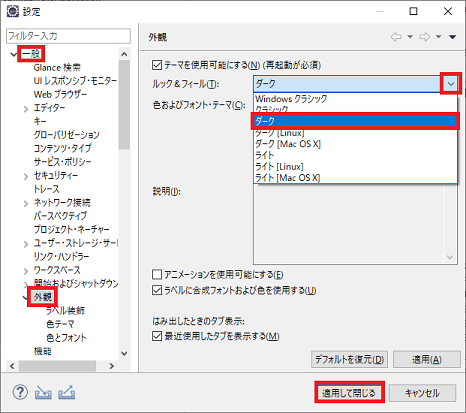 設定
フィルター入力
一般
Glance 検索
UI レスポンシブ・モニター
Web ブラウザー
エディター
キー
グローバリゼーション
コンテンツ・タイプ
サービス・ポリシー
セキュリティー
トレース
ネットワーク接続
パースペクティブ
プロジェクト・ネーチャー
ユーザー・ストレージ・サー
リンク・ハンドラー
ワークスペース
開始およびシャットダウン
外観
ラベル装飾
色テーマ
色とフォント
機能
外観
テーマを使用可能にする(N) (再起動が必須)
ルック&フィール(T):
ダーク
色およびフォント・テーマ(C):
Windows クラシック
クラシック
ダーク
ダーク [Linux]
ダーク [Mac OS X]
ライト
ライト [Linux]
ライト [Mac OS X]
説明(I):
アニメーションを使用可能にする(E)
ラベルに合成フォントおよび色を使用する(U)
はみ出したときのタブ表示:
最近使用したタブを表示する(M)
デフォルトを復元(D)
適用(A)
適用して閉じる
キャンセル